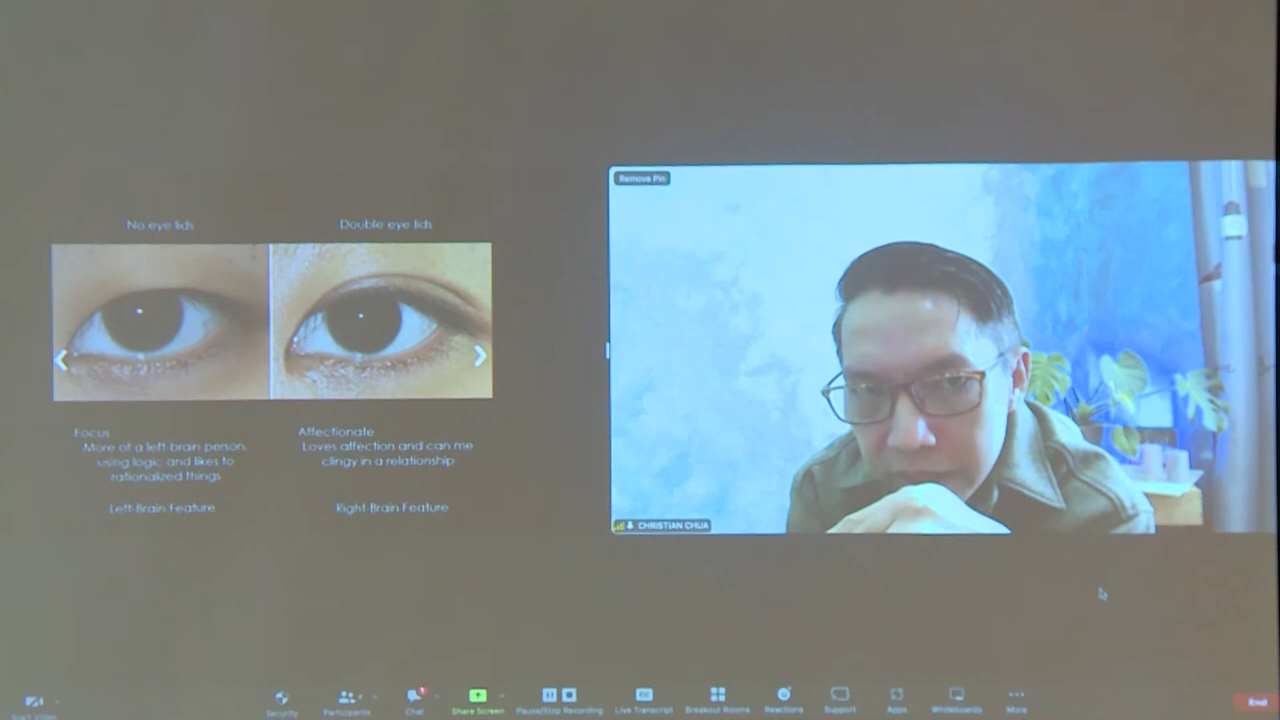 No eye lids
Double eye lids
Focus
More of a left-brain person,
using logic and likes to
rationalized things
Left-Brain Feature
Affectionate
Loves affection and can me
clingy in a relationship
Right-Brain Feature
Remove Pin
CHRISTIAN CHUA
Start Video
Security
Participants
Chat
Share Screen
Pause/Stop Recording
Live Transcript
Breakout Rooms
Reactions
Support
Apps
Whiteboards
More
End